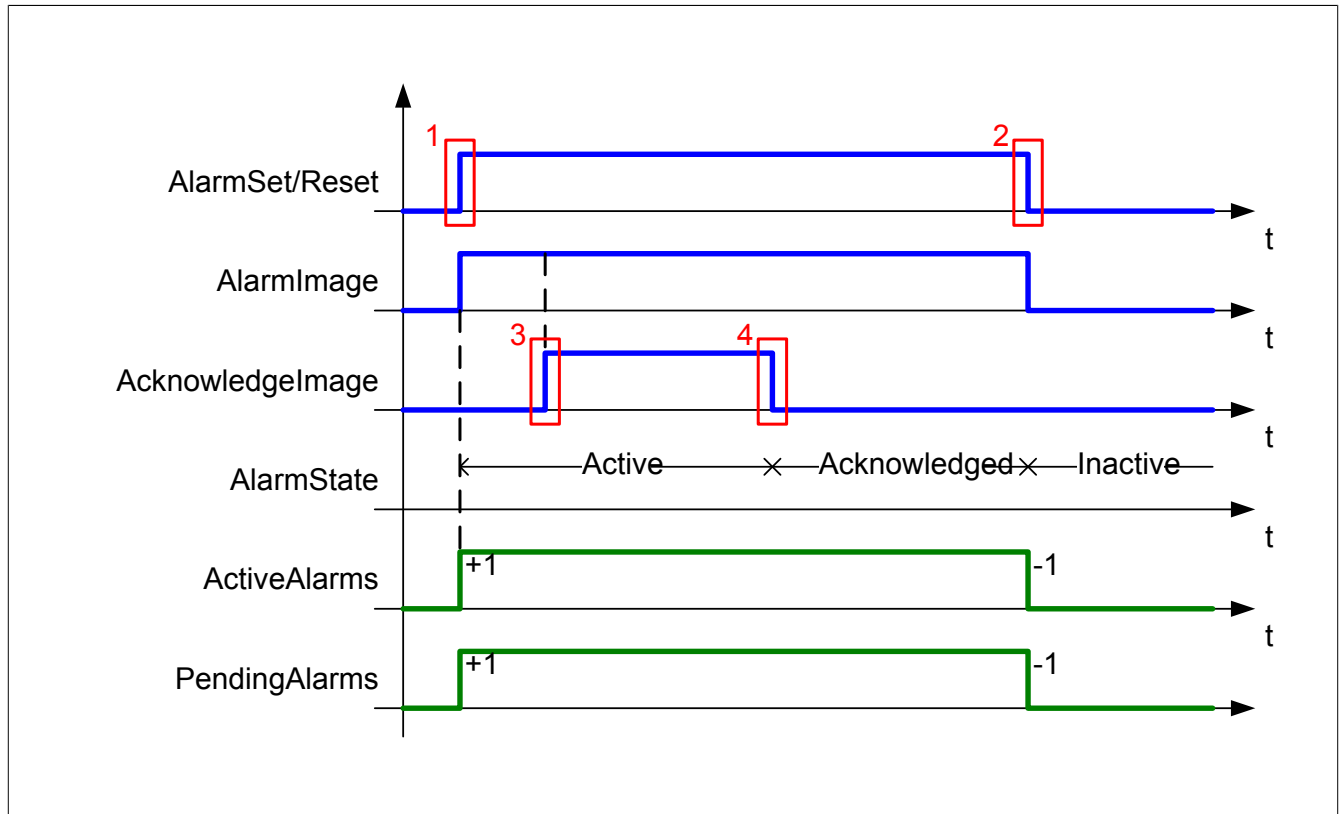 1
2
AlarmSet/Reset
t
AlarmImage
t
3
4
AcknowledgeImage
t
Active
Acknowledged
Inactive
AlarmState
t
+1
-1
ActiveAlarms
t
+1
-1
PendingAlarms